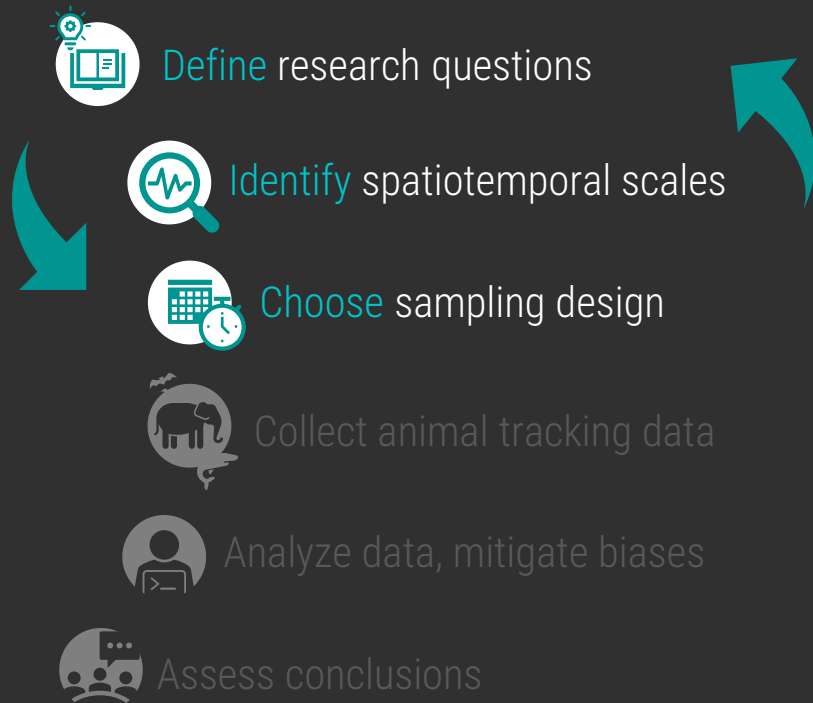 Define research questions
Identify spatiotemporal scales
Choose sampling design
Collect animal tracking data
Analyze data, mitigate biases
Assess conclusions